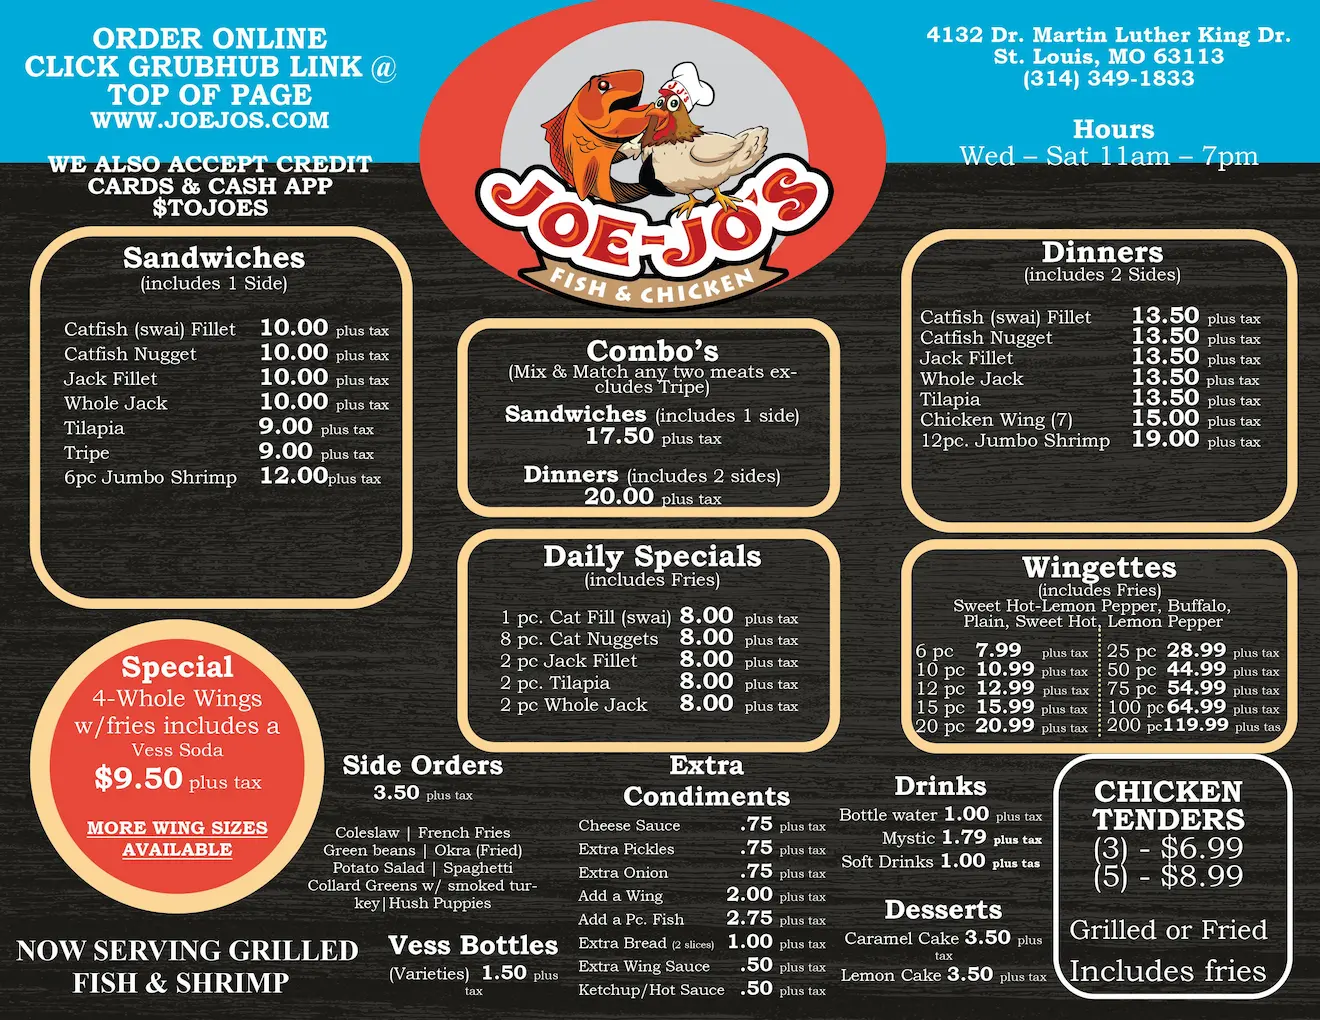 ORDER ONLINE
CLICK GRUBHUB LINK @
TOP OF PAGE
WWW.JOEJOS.COM
WE ALSO ACCEPT CREDIT
CARDS & CASH APP
$TOJOES
JJ's
JOE-JO'S
FISH & CHICKEN
4132 Dr. Martin Luther King Dr.
St. Louis, MO 63113
(314) 349-1833
Hours
Wed – Sat 11am – 7pm
Sandwiches
(includes 1 Side)
Catfish (swai) Fillet 10.00 plus tax
Catfish Nugget 10.00 plus tax
Jack Fillet 10.00 plus tax
Whole Jack 10.00 plus tax
Tilapia 9.00 plus tax
Tripe 9.00 plus tax
6pc Jumbo Shrimp 12.00plus tax
Combo's
(Mix & Match any two meats ex-
cludes Tripe)
Sandwiches (includes 1 side)
17.50 plus tax
Dinners (includes 2 sides)
20.00 plus tax
Dinners
(includes 2 Sides)
Catfish (swai) Fillet 13.50 plus tax
Catfish Nugget 13.50 plus tax
Jack Fillet 13.50 plus tax
Whole Jack 13.50 plus tax
Tilapia 13.50 plus tax
Chicken Wing (7) 15.00 plus tax
12pc. Jumbo Shrimp 19.00 plus tax
Daily Specials
(includes Fries)
1 pc. Cat Fill (swai) 8.00 plus tax
8 pc. Cat Nuggets 8.00 plus tax
2 pc Jack Fillet 8.00 plus tax
2 pc. Tilapia 8.00 plus tax
2 pc Whole Jack 8.00 plus tax
Wingettes
(includes Fries)
Sweet Hot-Lemon Pepper, Buffalo,
Plain, Sweet Hot, Lemon Pepper
6 pc 7.99 plus tax 25 pc 28.99 plus tax
10 pc 10.99 plus tax 50 pc 44.99 plus tax
12 pc 12.99 plus tax 75 pc 54.99 plus tax
15 pc 15.99 plus tax 100 pc 64.99 plus tax
20 pc 20.99 plus tax 200 pc119.99 plus tas
Special
4-Whole Wings
w/fries includes a
Vess Soda
$9.50 plus tax
MORE WING SIZES
AVAILABLE
NOW SERVING GRILLED
FISH & SHRIMP
Side Orders
3.50 plus tax
Coleslaw | French Fries
Green beans | Okra (Fried)
Potato Salad | Spaghetti
Collard Greens w/ smoked tur-
key|Hush Puppies
Vess Bottles
(Varieties) 1.50 plus
tax
Extra
Condiments
Cheese Sauce .75 plus tax
Extra Pickles .75 plus tax
Extra Onion .75 plus tax
Add a Wing 2.00 plus tax
Add a Pc. Fish 2.75 plus tax
Extra Bread (2 slices) 1.00 plus tax
Extra Wing Sauce .50 plus tax
Ketchup/Hot Sauce .50 plus tax
Drinks
Bottle water 1.00 plus tax
Mystic 1.79 plus tax
Soft Drinks 1.00 plus tas
Desserts
Caramel Cake 3.50 plus
tax
Lemon Cake 3.50 plus tax
CHICKEN
TENDERS
(3) - $6.99
(5) - $8.99
Grilled or Fried
Includes fries